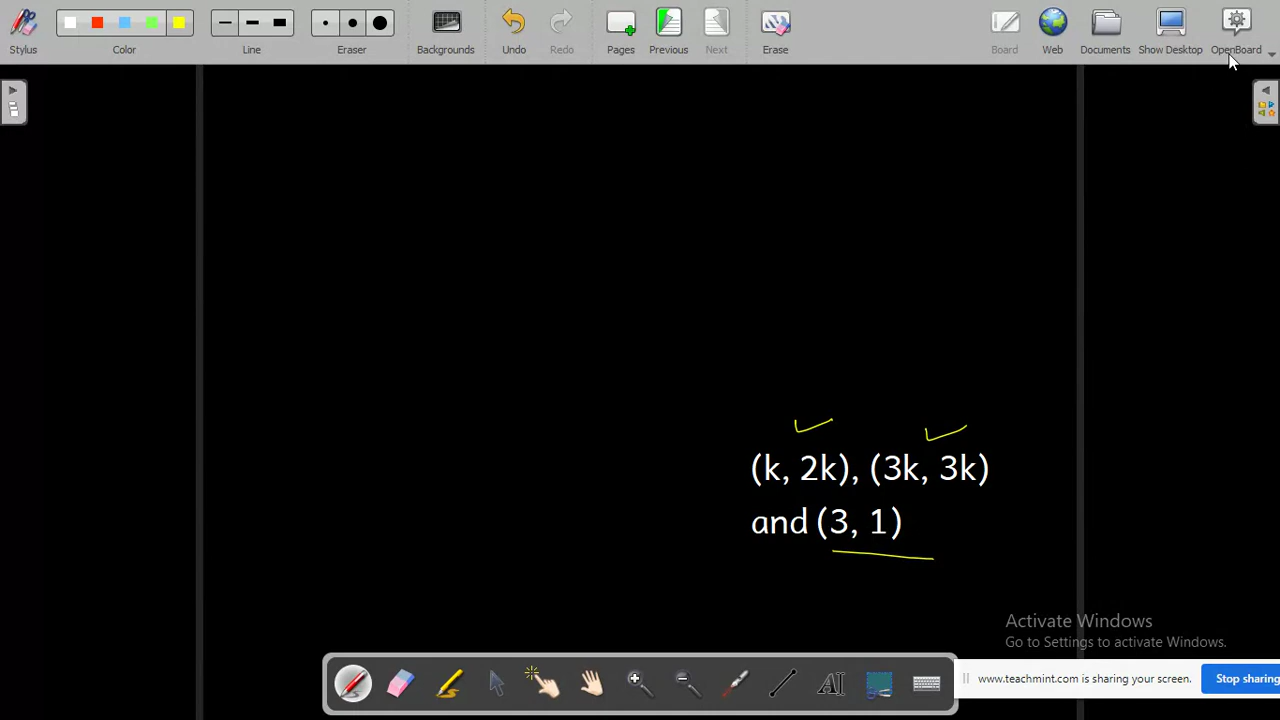 Stylus Color Line Eraser Backgrounds Undo Redo Pages Previous Next Erase Board Web Documents Show Desktop OpenBoard
(k, 2k), (3k, 3k)
and (3, 1)
Activate Windows
Go to Settings to activate Windows.
AI
www.teachmint.com is sharing your screen. Stop sharing